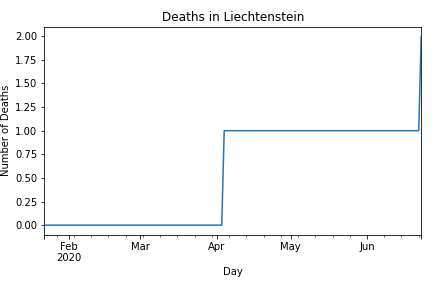 Deaths in Liechtenstein
2.00
1.75
1.50
1.25
1.00
0.75
0.50
0.25
0.00
Number of Deaths
Feb
2020
Mar
Apr
May
Jun
Day